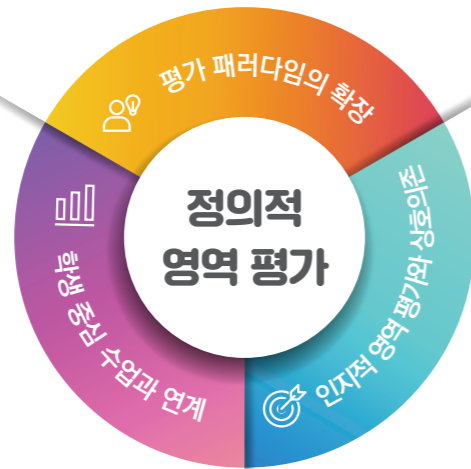 평가 패러다임의 확장
정의적
영역 평가
학생 중심 수업과 연계
인지적 영역 평가와 상호의존